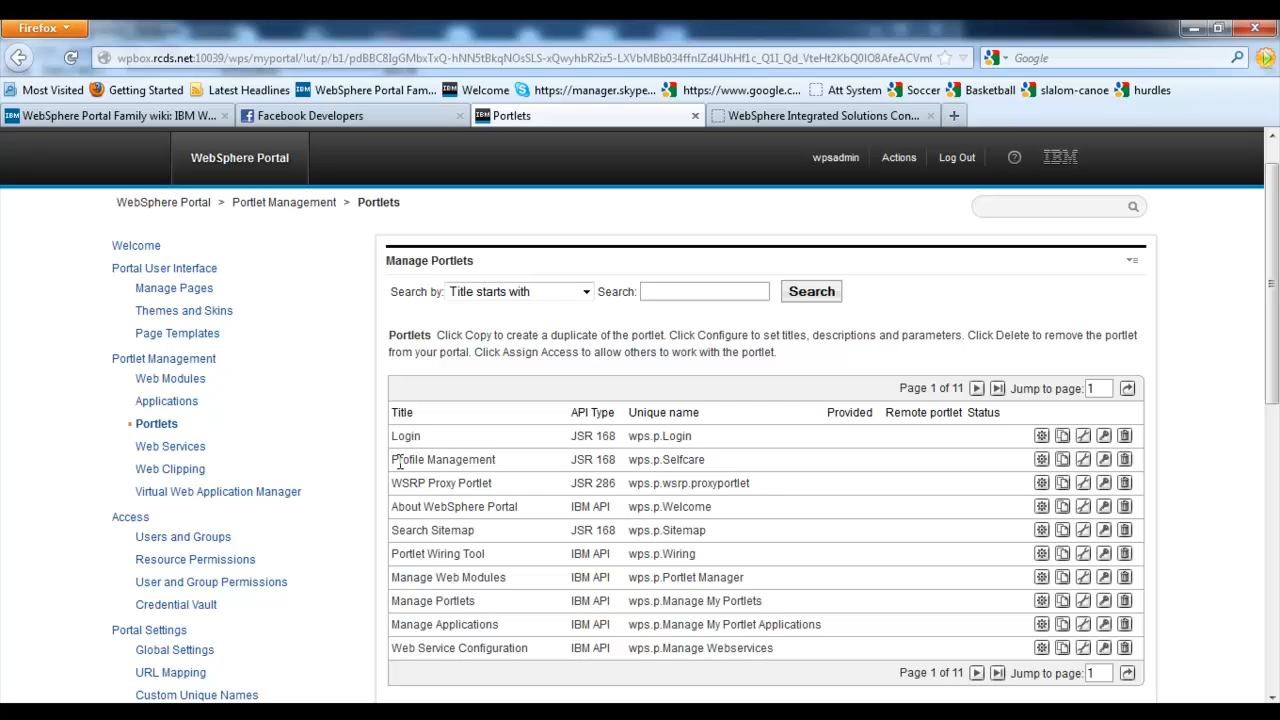 Firefox
wpbox.rcds.net:10039/wps/myportal/!ut/p/b1/
Google
Most Visited Getting Started Latest Headlines WebSphere Portal Fam... Welcome https://manager.skype... https://www.google.c... Att System Soccer Basketball slalom-canoe hurdles
IBM WebSphere Portal Family wiki: IBM W... Facebook Developers IBM Portlets WebSphere Integrated Solutions Con...
WebSphere Portal wpsadmin Actions Log Out ? IBM
WebSphere Portal > Portlet Management > Portlets
Welcome
Portal User Interface
Manage Pages
Themes and Skins
Page Templates
Portlet Management
Web Modules
Applications
Portlets
Web Services
Web Clipping
Virtual Web Application Manager
Access
Users and Groups
Resource Permissions
User and Group Permissions
Credential Vault
Portal Settings
Global Settings
URL Mapping
Custom Unique Names
Manage Portlets
Search by: Title starts with Search: Search
Portlets Click Copy to create a duplicate of the portlet. Click Configure to set titles, descriptions and parameters. Click Delete to remove the portlet
from your portal. Click Assign Access to allow others to work with the portlet.
Page 1 of 11 Jump to page: 1
Title API Type Unique name Provided Remote portlet Status
Login JSR 168 wps.p.Login
Profile Management JSR 168 wps.p.Selfcare
WSRP Proxy Portlet JSR 286 wps.p.wsrp.proxyportlet
About WebSphere Portal IBM API wps.p.Welcome
Search Sitemap JSR 168 wps.p.Sitemap
Portlet Wiring Tool IBM API wps.p.Wiring
Manage Web Modules IBM API wps.p.Portlet Manager
Manage Portlets IBM API wps.p.Manage My Portlets
Manage Applications IBM API wps.p.Manage My Portlet Applications
Web Service Configuration IBM API wps.p.Manage Webservices
Page 1 of 11 Jump to page: 1